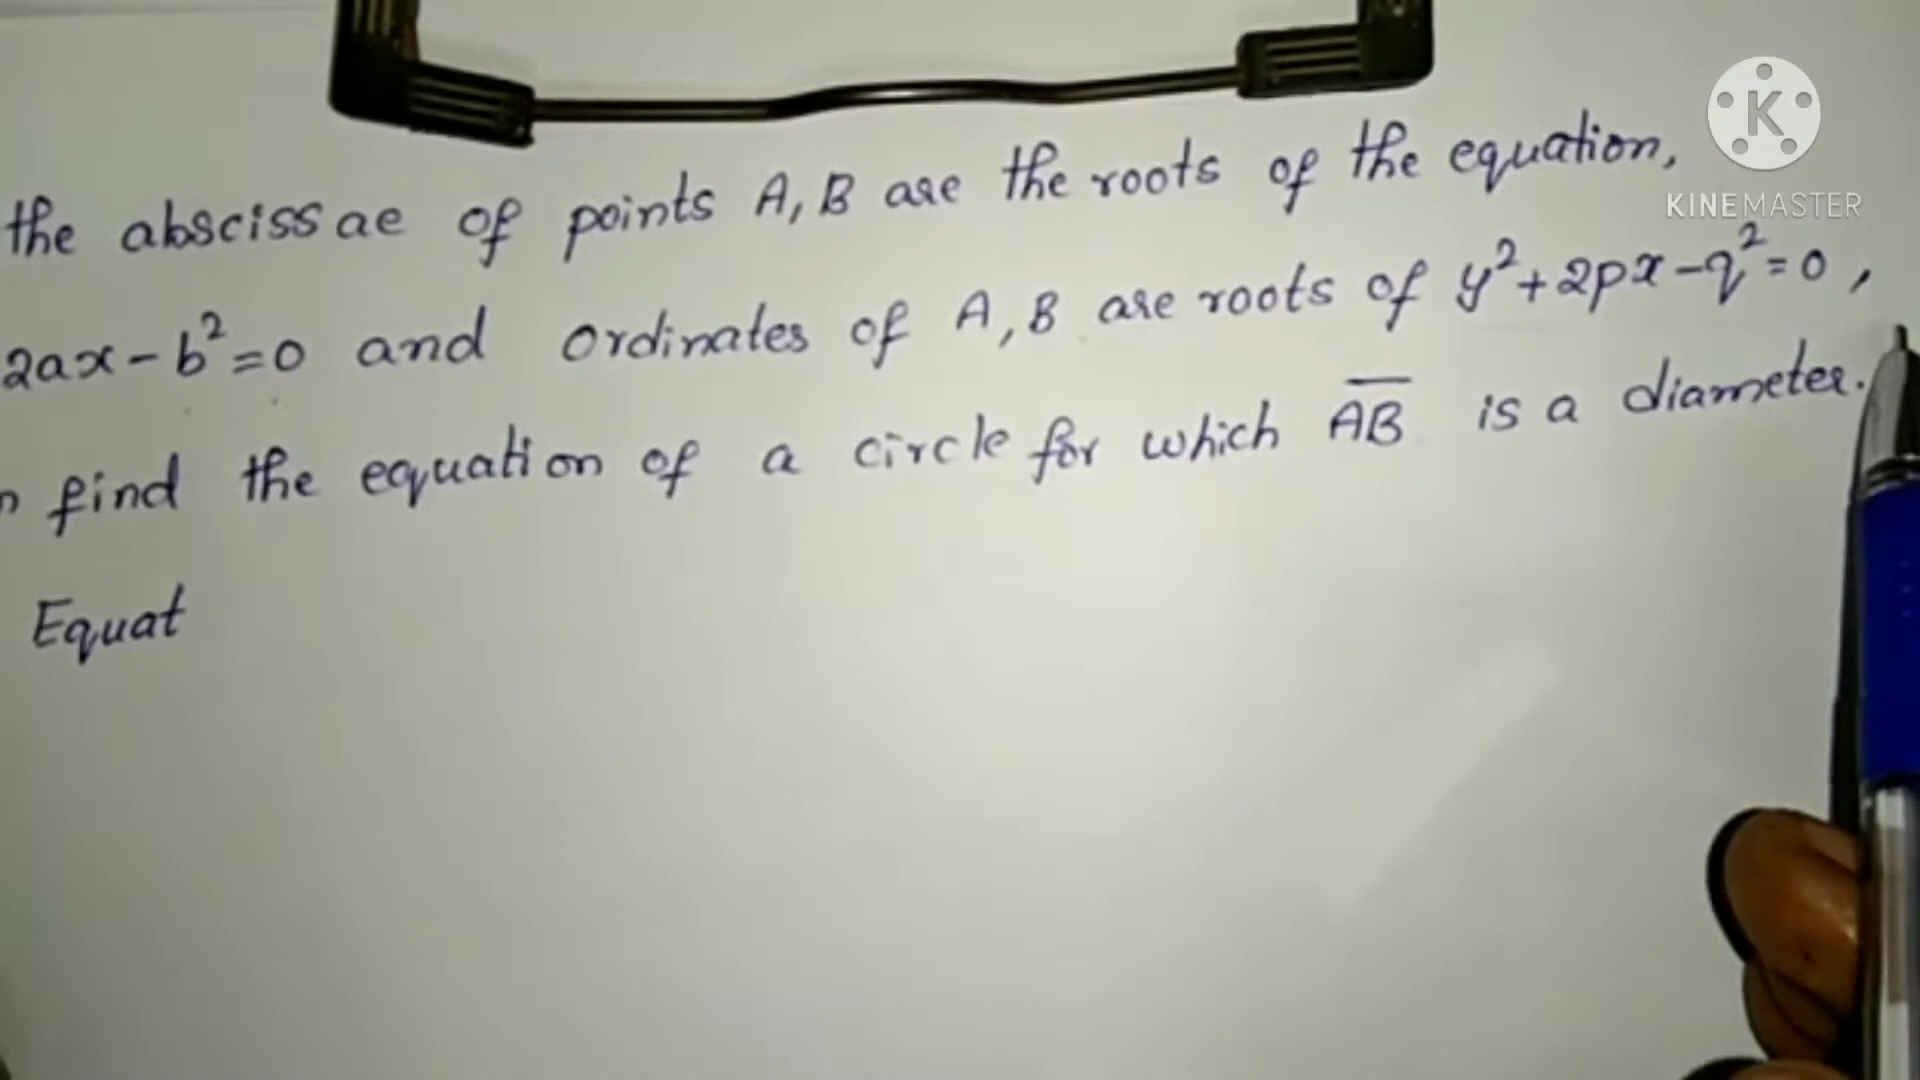 K
KINEMASTER
the abscissae of points A, B are the roots of the equation,
2ax - b² = 0 and ordinates of A, B are roots of y² + 2px - q² = 0,
find the equation of a circle for which A̅B̅ is a diameter.
Equat